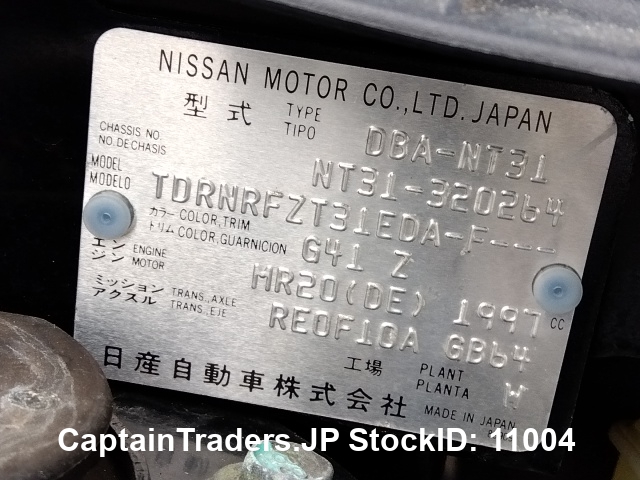 NISSAN MOTOR CO.,LTD. JAPAN
型式 TYPE TIPO DBA-NT31
CHASSIS NO. NO.DE CHASIS NT31-320264
MODEL MODELO TDRNRFZT31EDA-F---
カラー COLOR,TRIM トリム COLOR,GUARNICION G41 Z
エンジン ENGINE MOTOR MR20(DE) 1997 CC
ミッション TRANS.,AXLE アクスル TRANS.,EJE RE0F10A GB64
工場 PLANT PLANTA A
日産自動車株式会社 MADE IN JAPAN
CaptainTraders.JP StockID: 11004